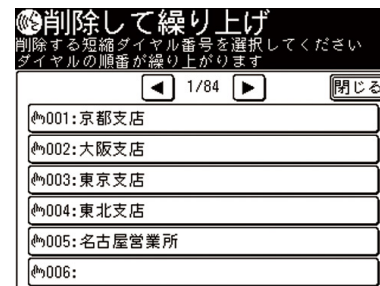 削除して繰り上げ
削除する短縮ダイヤル番号を選択してください
ダイヤルの順番が繰り上がります
1/84
閉じる
001:京都支店
002:大阪支店
003:東京支店
004:東北支店
005:名古屋営業所
006: